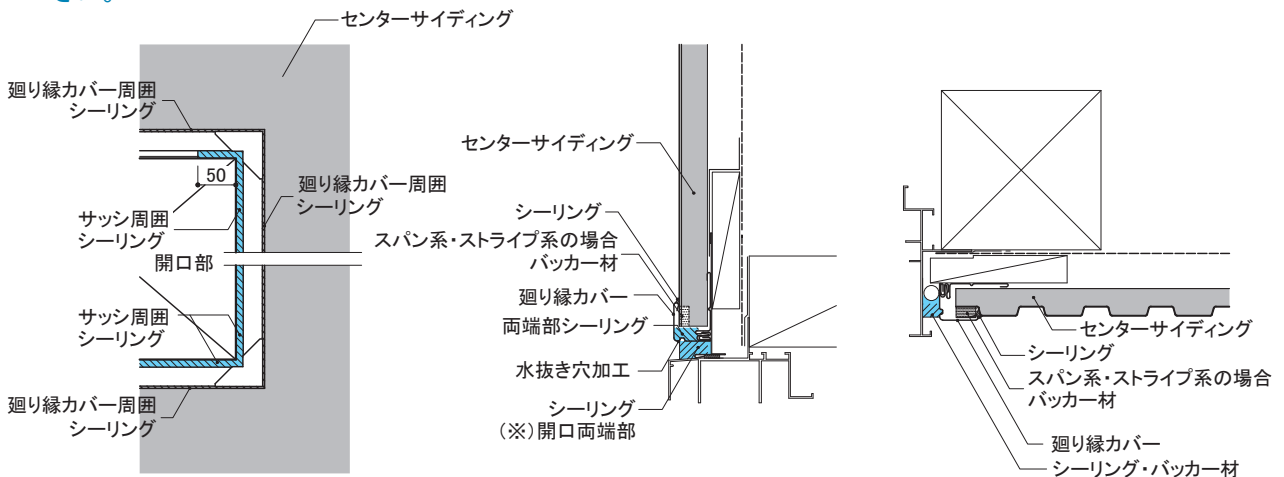 さい。
センターサイディング
廻り縁カバー周囲
シーリング
50
廻り縁カバー周囲
シーリング
サッシ周囲
シーリング
開口部
サッシ周囲
シーリング
廻り縁カバー周囲
シーリング
センターサイディング
シーリング
スパン系・ストライプ系の場合
バッカー材
廻り縁カバー
両端部シーリング
水抜き穴加工
シーリング
(※)開口両端部
センターサイディング
シーリング
スパン系・ストライプ系の場合
バッカー材
廻り縁カバー
シーリング・バッカー材